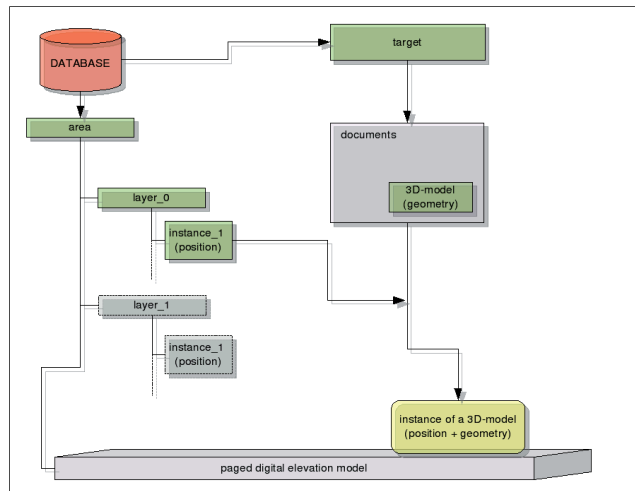 DATABASE
target
area
documents
3D-model
(geometry)
layer_0
instance_1
(position)
layer_1
instance_1
(position)
instance of a 3D-model
(position + geometry)
paged digital elevation model